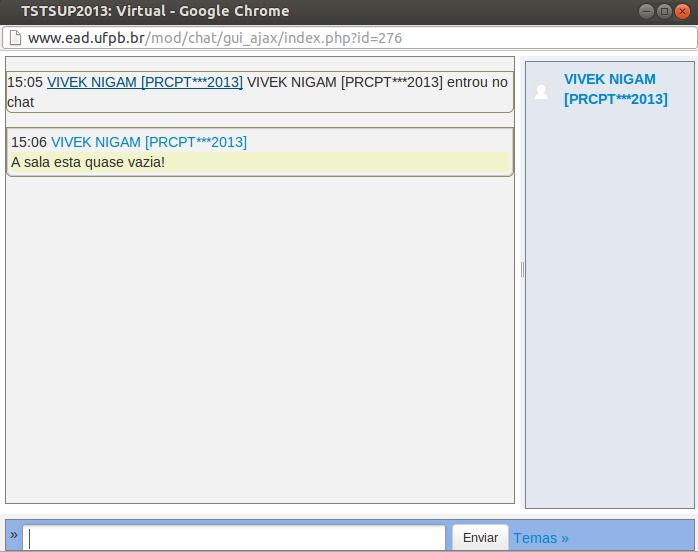 TSTSUP2013: Virtual - Google Chrome
www.ead.ufpb.br/mod/chat/gui_ajax/index.php?id=276
15:05 VIVEK NIGAM [PRCPT***2013] VIVEK NIGAM [PRCPT***2013] entrou no
chat
15:06 VIVEK NIGAM [PRCPT***2013]
A sala esta quase vazia!
VIVEK NIGAM
[PRCPT***2013]
» Enviar Temas »